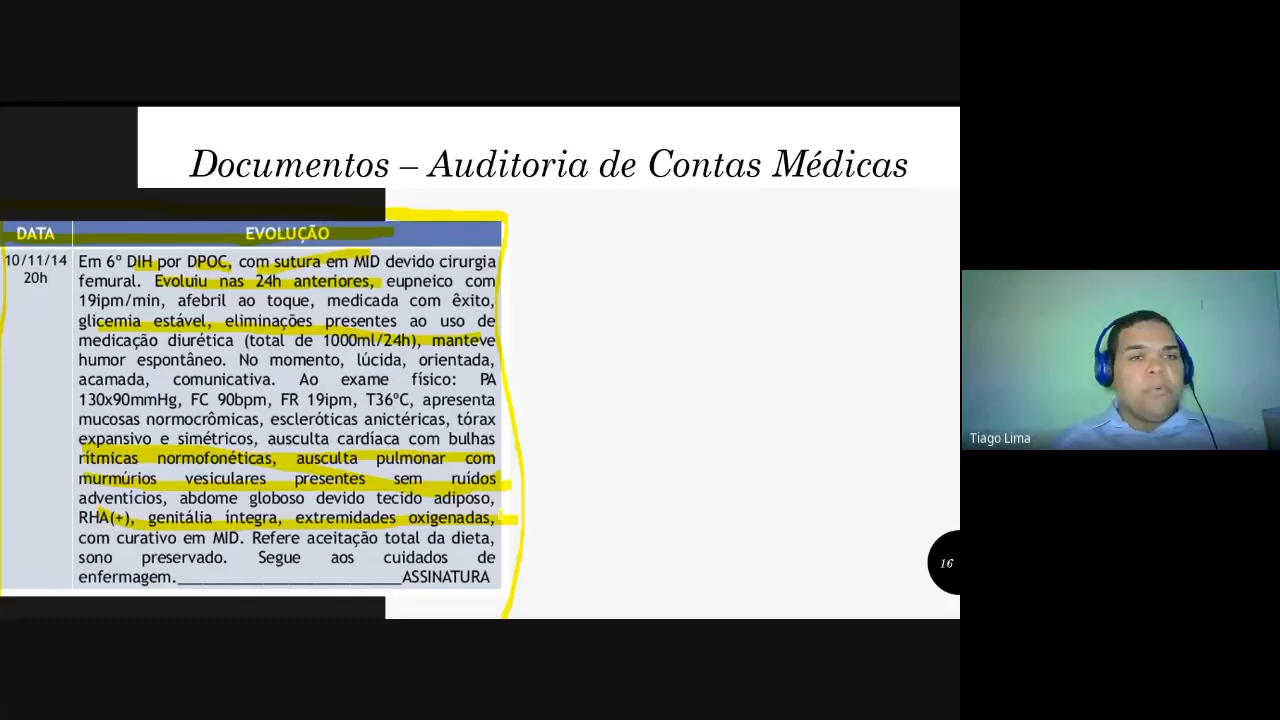 Documentos – Auditoria de Contas Médicas
DATA
EVOLUÇÃO
10/11/14
20h
Em 6º DIH por DPOC, com sutura em MID devido cirurgia
femural. Evoluiu nas 24h anteriores, eupneico com
19ipm/min, afebril ao toque, medicada com êxito,
glicemia estável, eliminações presentes ao uso de
medicação diurética (total de 1000ml/24h), manteve
humor espontâneo. No momento, lúcida, orientada,
acamada, comunicativa. Ao exame físico: PA
130x90mmHg, FC 90bpm, FR 19ipm, T36ºC, apresenta
mucosas normocrômicas, escleróticas anictéricas, tórax
expansivo e simétricos, ausculta cardíaca com bulhas
rítmicas normofonéticas, ausculta pulmonar com
murmúrios vesiculares presentes sem ruídos
adventícios, abdome globoso devido tecido adiposo,
RHA(+), genitália íntegra, extremidades oxigenadas,
com curativo em MID. Refere aceitação total da dieta,
sono preservado. Segue aos cuidados de
enfermagem.__________________________ASSINATURA
16
Tiago Lima